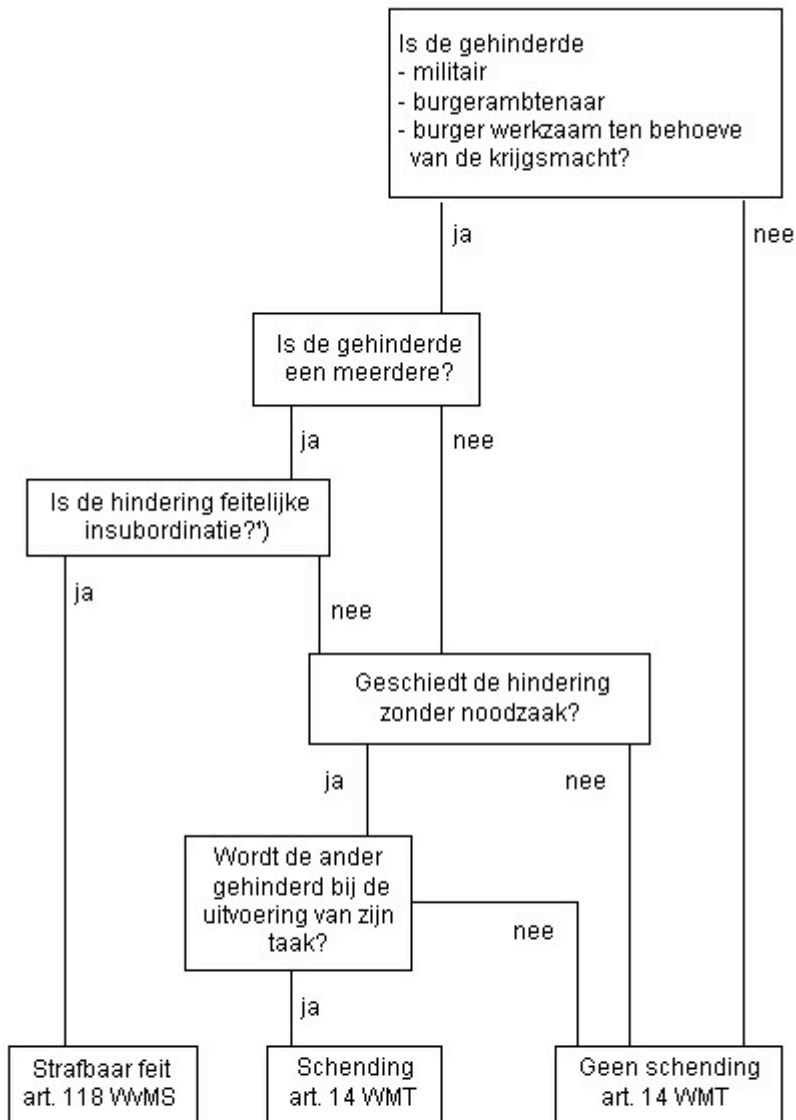 Is de gehinderde
- militair
- burgerambtenaar
- burger werkzaam ten behoeve
van de krijgsmacht?
ja
nee
Is de gehinderde
een meerdere?
ja
nee
Is de hindering feitelijke
insubordinatie?*)
ja
nee
Geschiedt de hindering
zonder noodzaak?
ja
nee
Wordt de ander
gehinderd bij de
uitvoering van zijn
taak?
nee
ja
Strafbaar feit
art. 118 WvMS
Schending
art. 14 WMT
Geen schending
art. 14 WMT